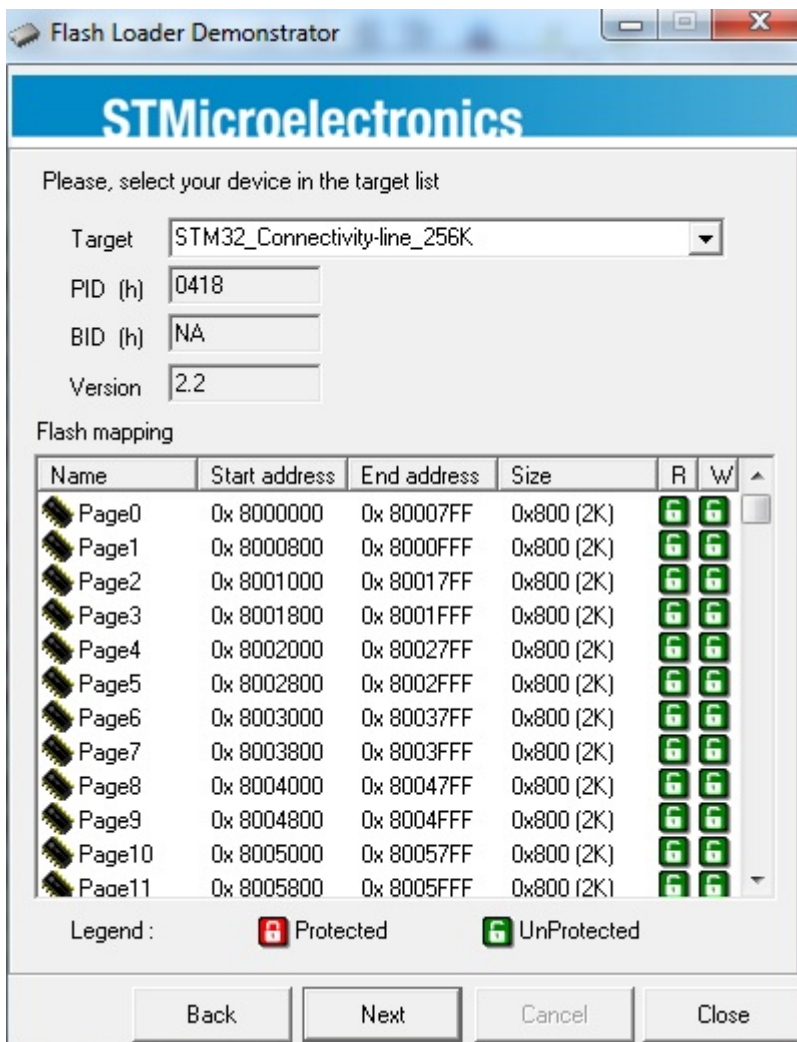 Flash Loader Demonstrator
STMicroelectronics
Please, select your device in the target list
Target STM32_Connectivity-line_256K
PID (h) 0418
BID (h) NA
Version 2.2
Flash mapping
Name Start address End address Size R W
Page0 0x 8000000 0x 80007FF 0x800 (2K)
Page1 0x 8000800 0x 8000FFF 0x800 (2K)
Page2 0x 8001000 0x 80017FF 0x800 (2K)
Page3 0x 8001800 0x 8001FFF 0x800 (2K)
Page4 0x 8002000 0x 80027FF 0x800 (2K)
Page5 0x 8002800 0x 8002FFF 0x800 (2K)
Page6 0x 8003000 0x 80037FF 0x800 (2K)
Page7 0x 8003800 0x 8003FFF 0x800 (2K)
Page8 0x 8004000 0x 80047FF 0x800 (2K)
Page9 0x 8004800 0x 8004FFF 0x800 (2K)
Page10 0x 8005000 0x 80057FF 0x800 (2K)
Page11 0x 8005800 0x 8005FFF 0x800 (2K)
Legend : Protected UnProtected
Back Next Cancel Close